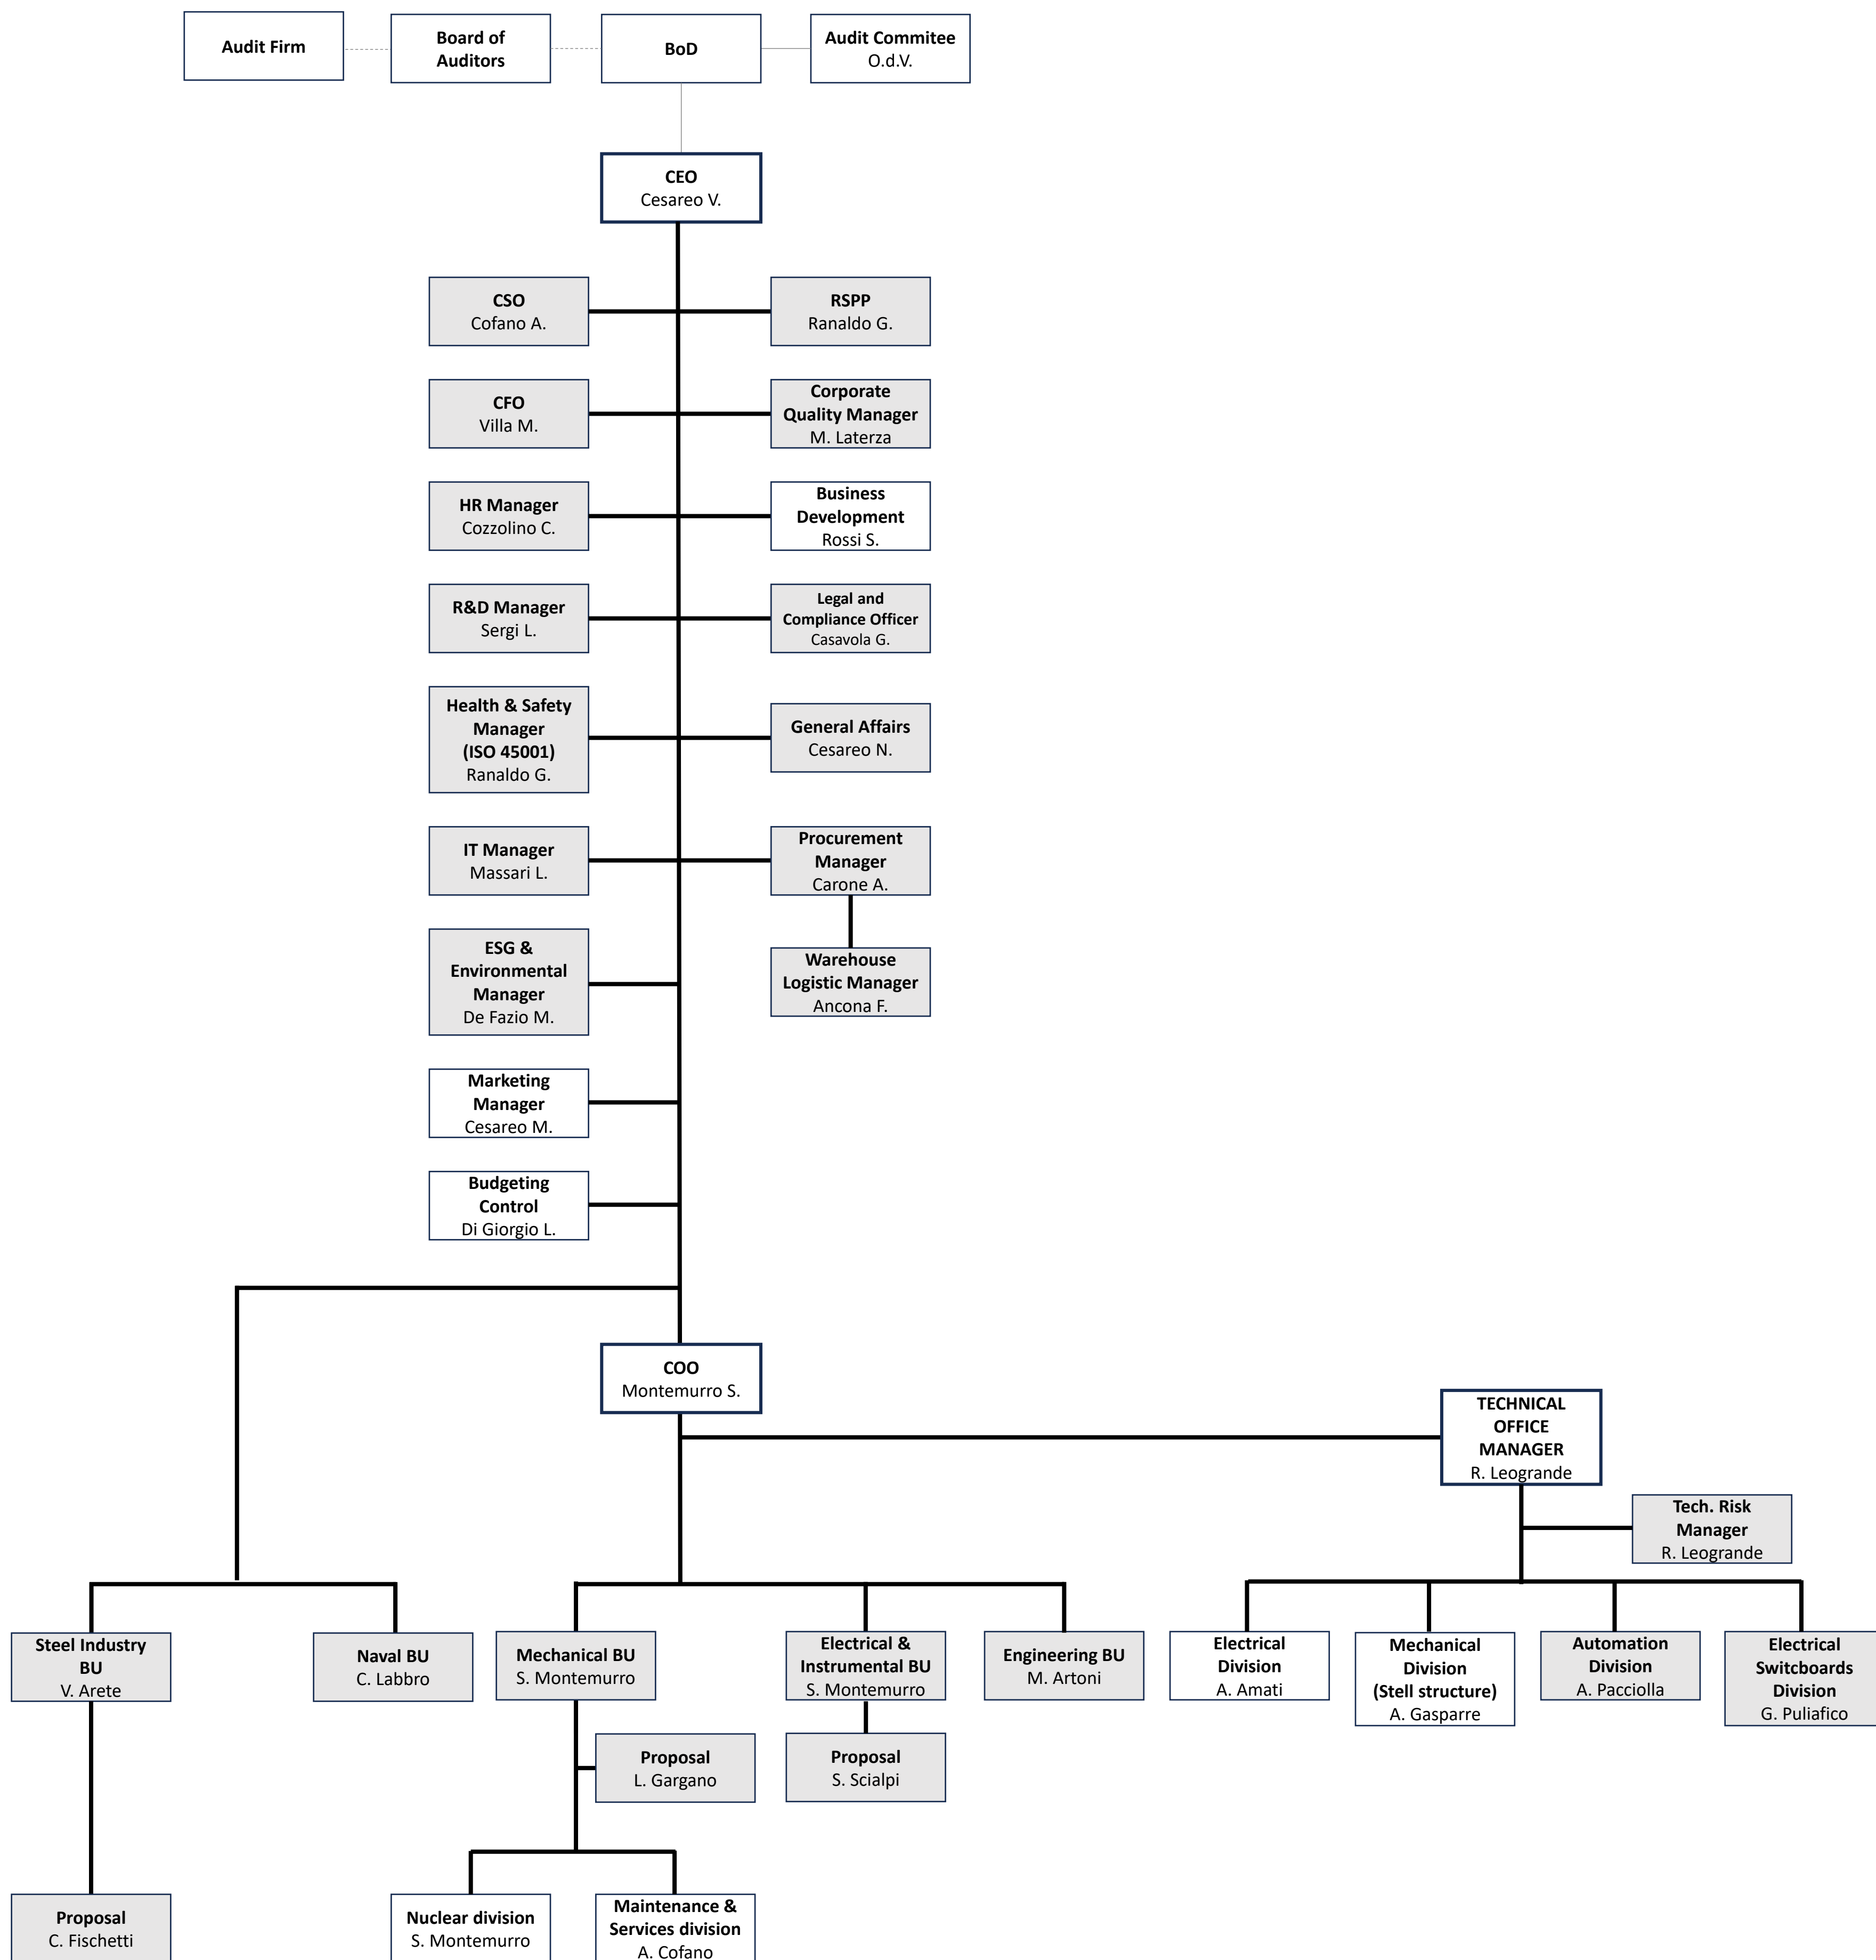 Audit Firm
Board of
Auditors
BoD
Audit Commitee
O.d.V.
CEO
Cesareo V.
CSO
Cofano A.
RSPP
Ranaldo G.
CFO
Villa M.
Corporate
Quality Manager
M. Laterza
HR Manager
Cozzolino C.
Business
Development
Rossi S.
R&D Manager
Sergi L.
Legal and
Compliance Officer
Casavola G.
Health & Safety
Manager
(ISO 45001)
Ranaldo G.
General Affairs
Cesareo N.
IT Manager
Massari L.
Procurement
Manager
Carone A.
ESG &
Environmental
Manager
De Fazio M.
Warehouse
Logistic Manager
Ancona F.
Marketing
Manager
Cesareo M.
Budgeting
Control
Di Giorgio L.
COO
Montemurro S.
TECHNICAL
OFFICE
MANAGER
R. Leogrande
Tech. Risk
Manager
R. Leogrande
Steel Industry
BU
V. Arete
Naval BU
C. Labbro
Mechanical BU
S. Montemurro
Electrical &
Instrumental BU
S. Montemurro
Engineering BU
M. Artoni
Electrical
Division
A. Amati
Mechanical
Division
(Stell structure)
A. Gasparre
Automation
Division
A. Pacciolla
Electrical
Switcboards
Division
G. Puliafico
Proposal
L. Gargano
Proposal
S. Scialpi
Proposal
C. Fischetti
Nuclear division
S. Montemurro
Maintenance &
Services division
A. Cofano